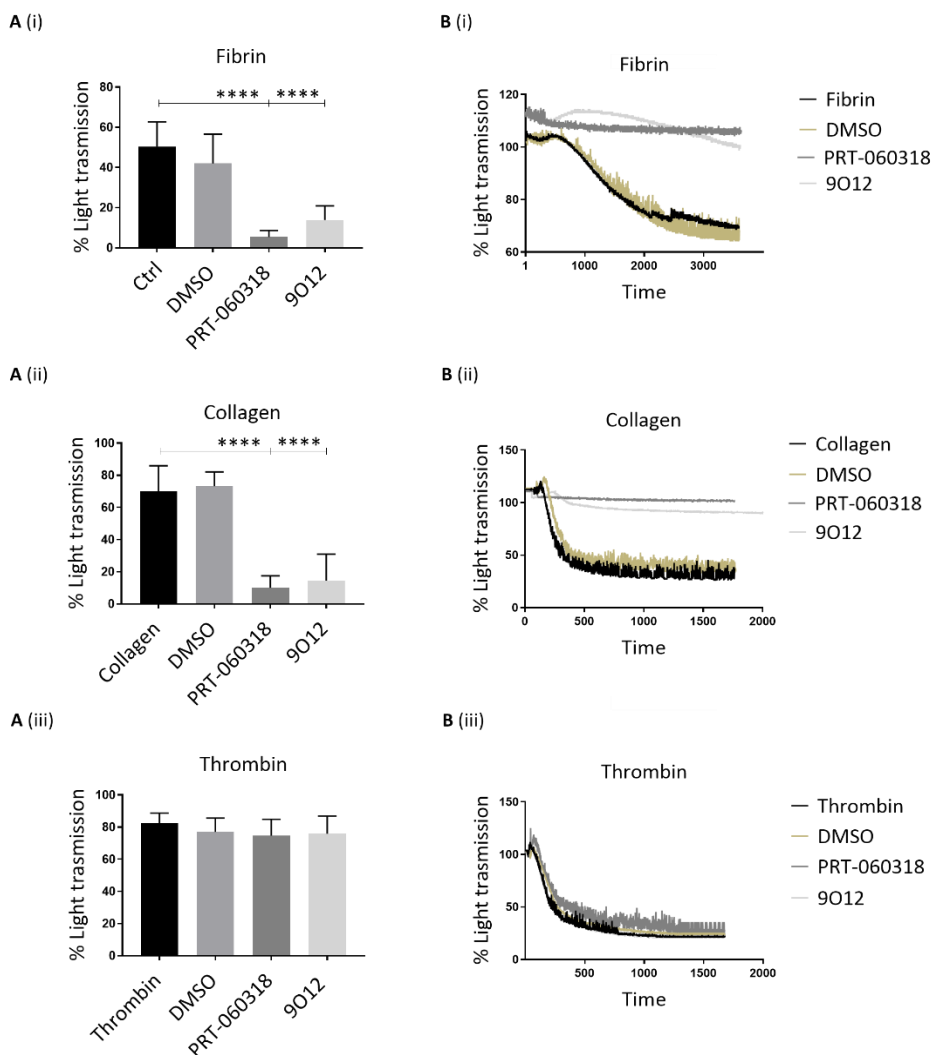 A (i)
Fibrin
**** ****
% Light trasmission
80
60
40
20
0
Ctrl
DMSO
PRT-060318
9O12
B (i)
Fibrin
% Light trasmission
120
100
80
60
1 1000 2000 3000
Time
Fibrin
DMSO
PRT-060318
9O12
A (ii)
Collagen
**** ****
% Light trasmission
100
80
60
40
20
0
Collagen
DMSO
PRT-060318
9O12
B (ii)
Collagen
% Light trasmission
150
100
50
0
0 500 1000 1500 2000
Time
Collagen
DMSO
PRT-060318
9O12
A (iii)
Thrombin
% Light trasmission
100
80
60
40
20
0
Thrombin
DMSO
PRT-060318
9O12
B (iii)
Thrombin
% Light trasmission
150
100
50
0
500 1000 1500 2000
Time
Thrombin
DMSO
PRT-060318
9O12